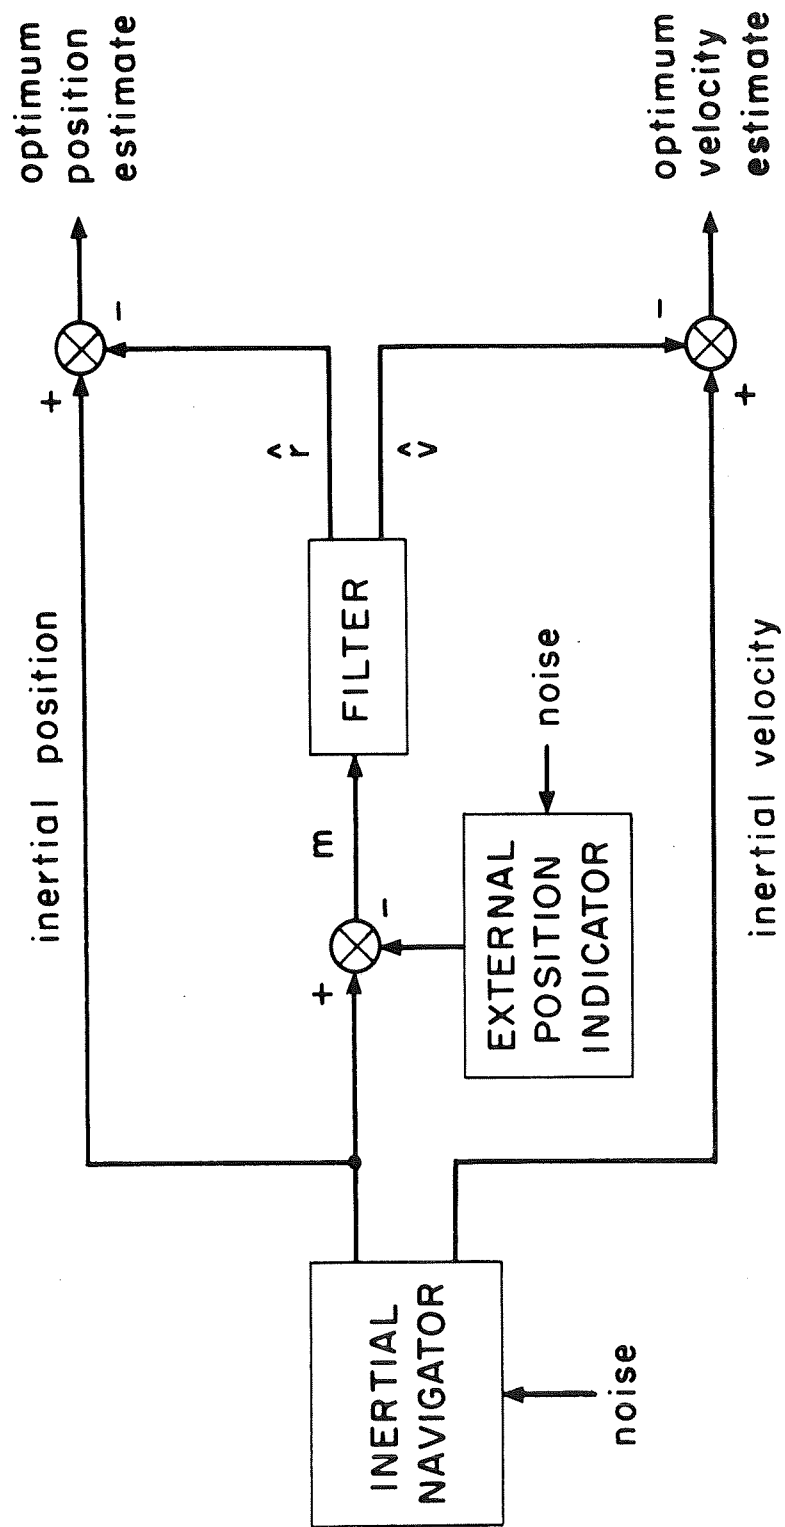 inertial position
optimum
position
estimate
+
-
r̂
INERTIAL
NAVIGATOR
+
-
m
FILTER
v̂
noise
EXTERNAL
POSITION
INDICATOR
noise
-
+
inertial velocity
optimum
velocity
estimate